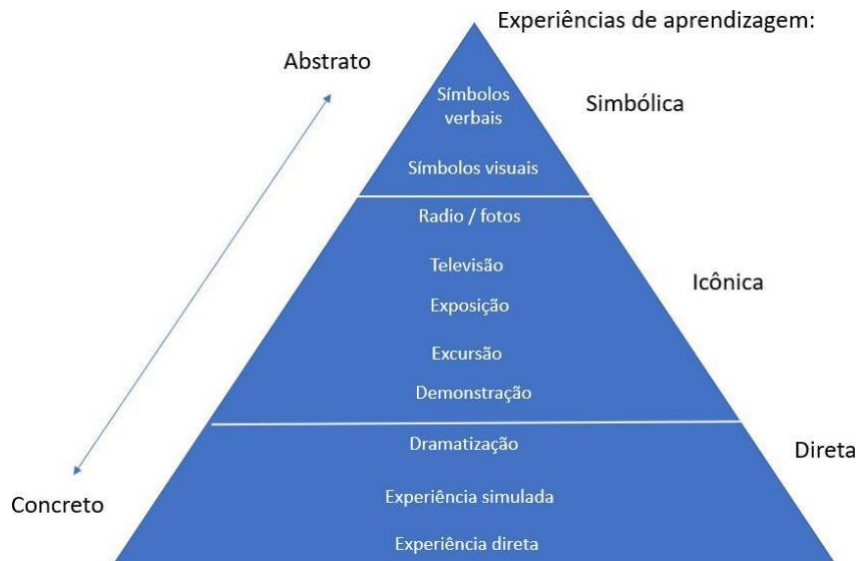 Experiências de aprendizagem:
Abstrato
Símbolos
verbais
Simbólica
Símbolos visuais
Radio / fotos
Televisão
Icônica
Exposição
Excursão
Demonstração
Dramatização
Direta
Concreto
Experiência simulada
Experiência direta